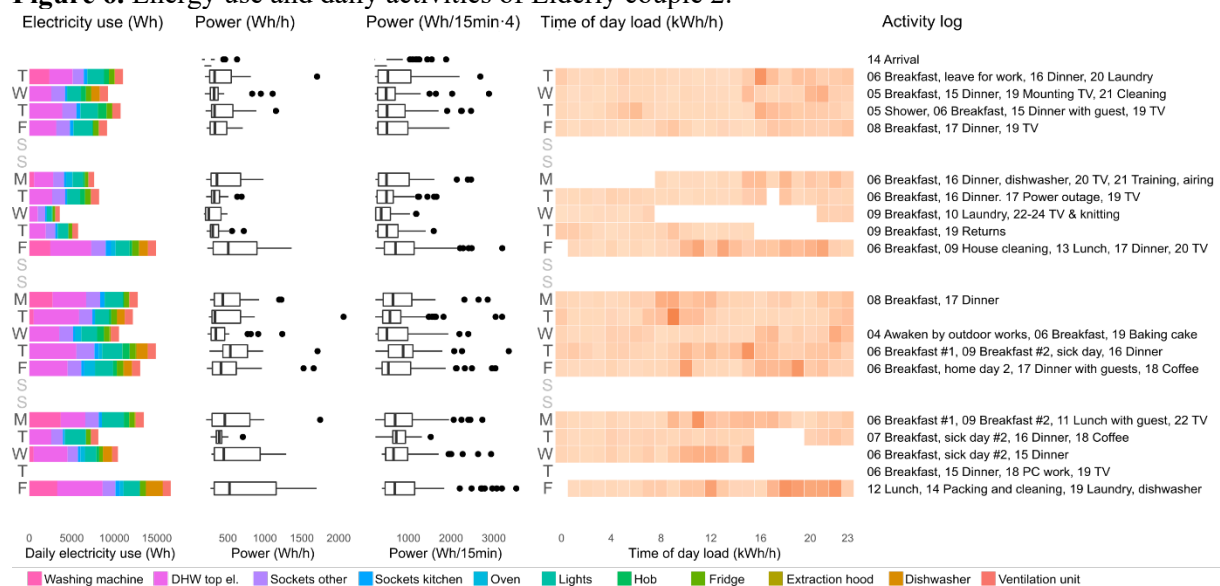 Figure 6. Energy use and daily activities of Elderly couple 2.
Electricity use (Wh) Power (Wh/h) Power (Wh/15min·4) Time of day load (kWh/h) Activity log
14 Arrival
T T 06 Breakfast, leave for work, 16 Dinner, 20 Laundry
W W 05 Breakfast, 15 Dinner, 19 Mounting TV, 21 Cleaning
T T 05 Shower, 06 Breakfast, 15 Dinner with guest, 19 TV
F F 08 Breakfast, 17 Dinner, 19 TV
S S
S S
M M 06 Breakfast, 16 Dinner, dishwasher, 20 TV, 21 Training, airing
T T 06 Breakfast, 16 Dinner. 17 Power outage, 19 TV
W W 09 Breakfast, 10 Laundry, 22-24 TV & knitting
T T 09 Breakfast, 19 Returns
F F 06 Breakfast, 09 House cleaning, 13 Lunch, 17 Dinner, 20 TV
S S
S S
M M 08 Breakfast, 17 Dinner
T T
W W 04 Awaken by outdoor works, 06 Breakfast, 19 Baking cake
T T 06 Breakfast #1, 09 Breakfast #2, sick day, 16 Dinner
F F 06 Breakfast, home day 2, 17 Dinner with guests, 18 Coffee
S S
S S
M M 06 Breakfast #1, 09 Breakfast #2, 11 Lunch with guest, 22 TV
T T 07 Breakfast, sick day #2, 16 Dinner, 18 Coffee
W W 06 Breakfast, sick day #2, 15 Dinner
T T 06 Breakfast, 15 Dinner, 18 PC work, 19 TV
F F 12 Lunch, 14 Packing and cleaning, 19 Laundry, dishwasher
0 5000 10000 15000 500 1000 1500 2000 0 1000 2000 3000 0 4 8 12 16 20 23
Daily electricity use (Wh) Power (Wh/h) Power (Wh/15min) Time of day load (kWh/h)
Washing machine DHW top el. Sockets other Sockets kitchen Oven Lights Hob Fridge Extraction hood Dishwasher Ventilation unit